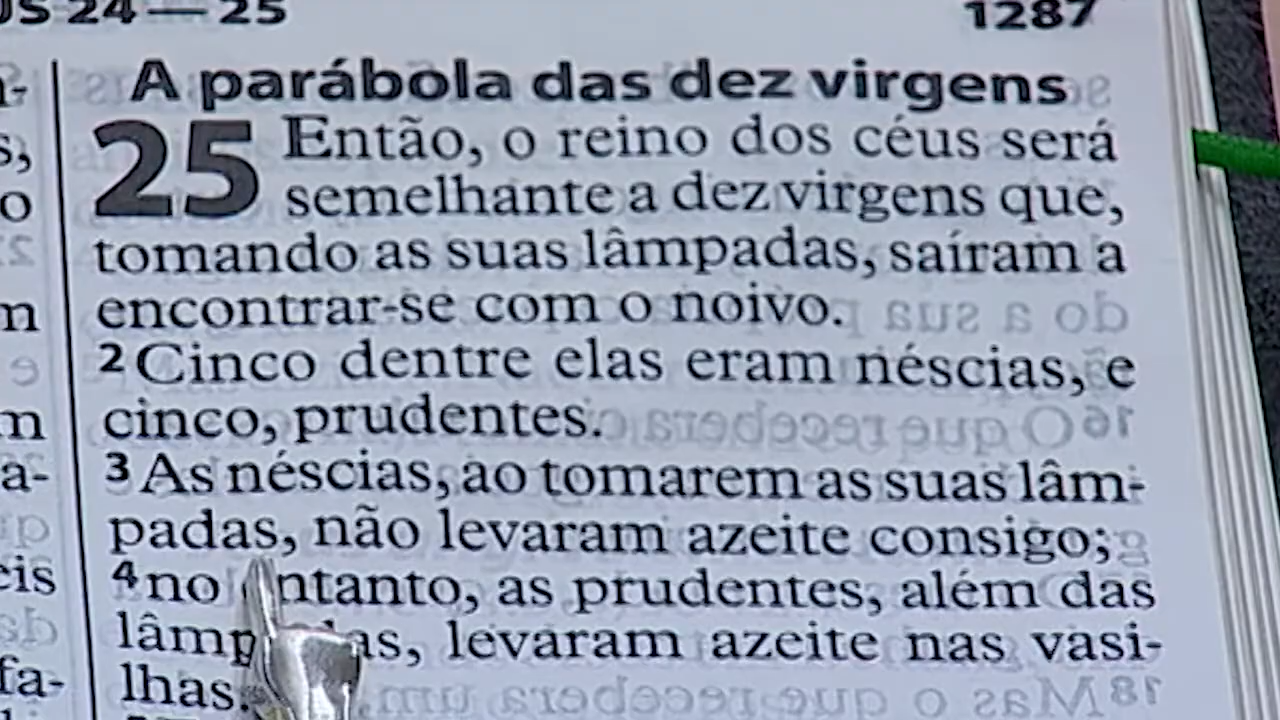 24 — 25
1287
A parábola das dez virgens
25 Então, o reino dos céus será
semelhante a dez virgens que,
tomando as suas lâmpadas, saíram a
encontrar-se com o noivo.
2 Cinco dentre elas eram néscias, e
cinco, prudentes.
3 As néscias, ao tomarem as suas lâm-
padas, não levaram azeite consigo;
4 no entanto, as prudentes, além das
lâmpadas, levaram azeite nas vasi-
lhas.